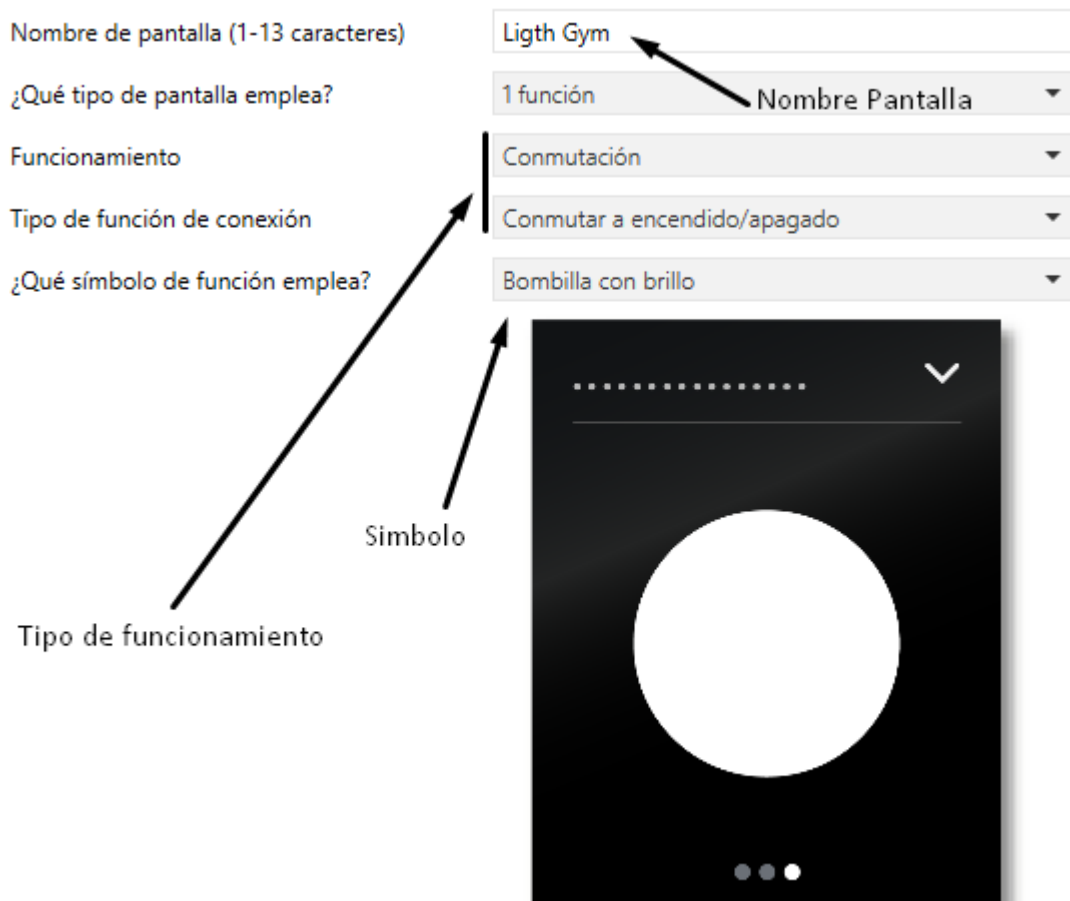 Nombre de pantalla (1-13 caracteres) Ligth Gym
¿Qué tipo de pantalla emplea? 1 función
Nombre Pantalla
Funcionamiento Conmutación
Tipo de función de conexión Conmutar a encendido/apagado
¿Qué símbolo de función emplea? Bombilla con brillo
Simbolo
Tipo de funcionamiento